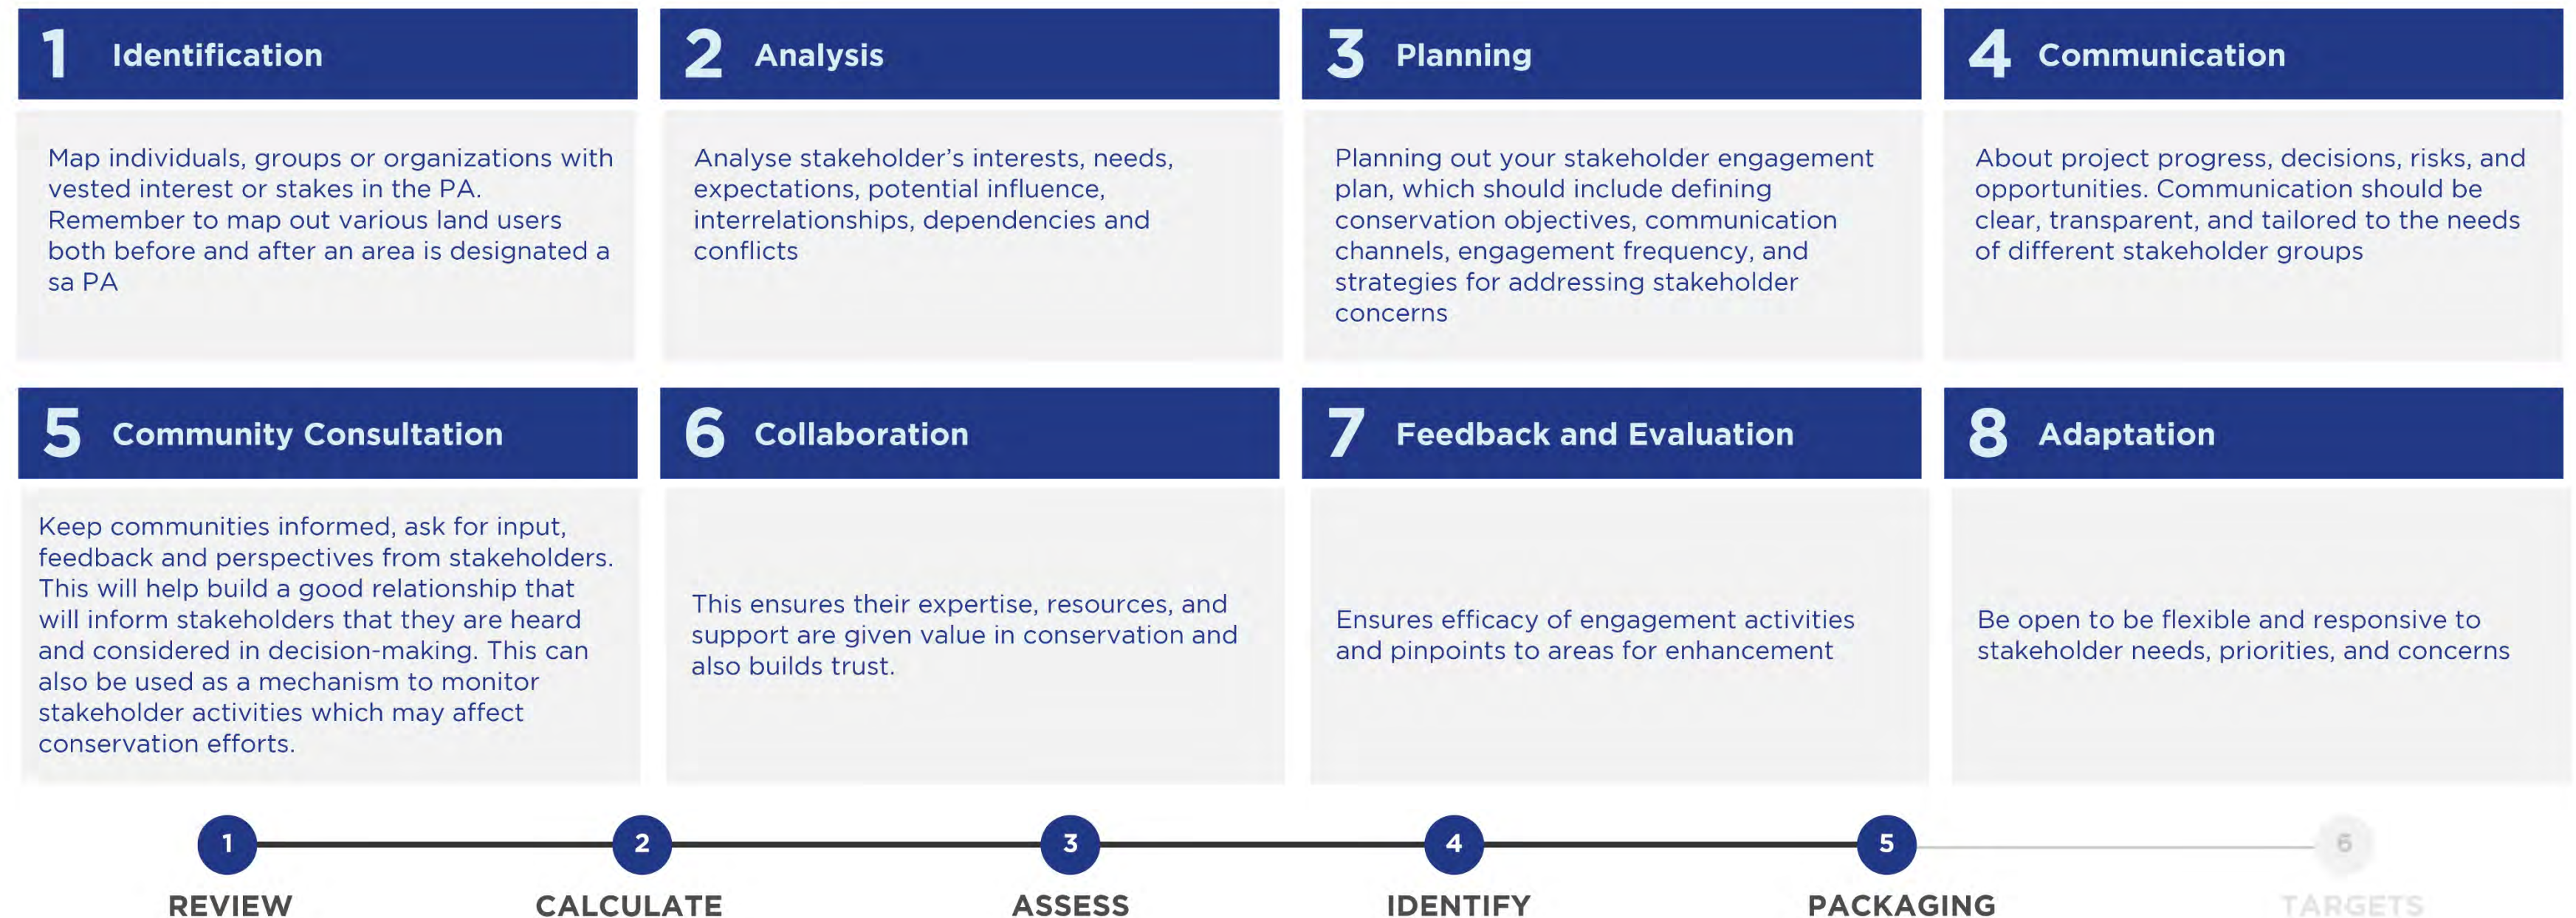 1 Identification
Map individuals, groups or organizations with
vested interest or stakes in the PA.
Remember to map out various land users
both before and after an area is designated a
sa PA
2 Analysis
Analyse stakeholder's interests, needs,
expectations, potential influence,
interrelationships, dependencies and
conflicts
3 Planning
Planning out your stakeholder engagement
plan, which should include defining
conservation objectives, communication
channels, engagement frequency, and
strategies for addressing stakeholder
concerns
4 Communication
About project progress, decisions, risks, and
opportunities. Communication should be
clear, transparent, and tailored to the needs
of different stakeholder groups
5 Community Consultation
Keep communities informed, ask for input,
feedback and perspectives from stakeholders.
This will help build a good relationship that
will inform stakeholders that they are heard
and considered in decision-making. This can
also be used as a mechanism to monitor
stakeholder activities which may affect
conservation efforts.
6 Collaboration
This ensures their expertise, resources, and
support are given value in conservation and
also builds trust.
7 Feedback and Evaluation
Ensures efficacy of engagement activities
and pinpoints to areas for enhancement
8 Adaptation
Be open to be flexible and responsive to
stakeholder needs, priorities, and concerns
1
REVIEW
2
CALCULATE
3
ASSESS
4
IDENTIFY
5
PACKAGING
6
TARGETS